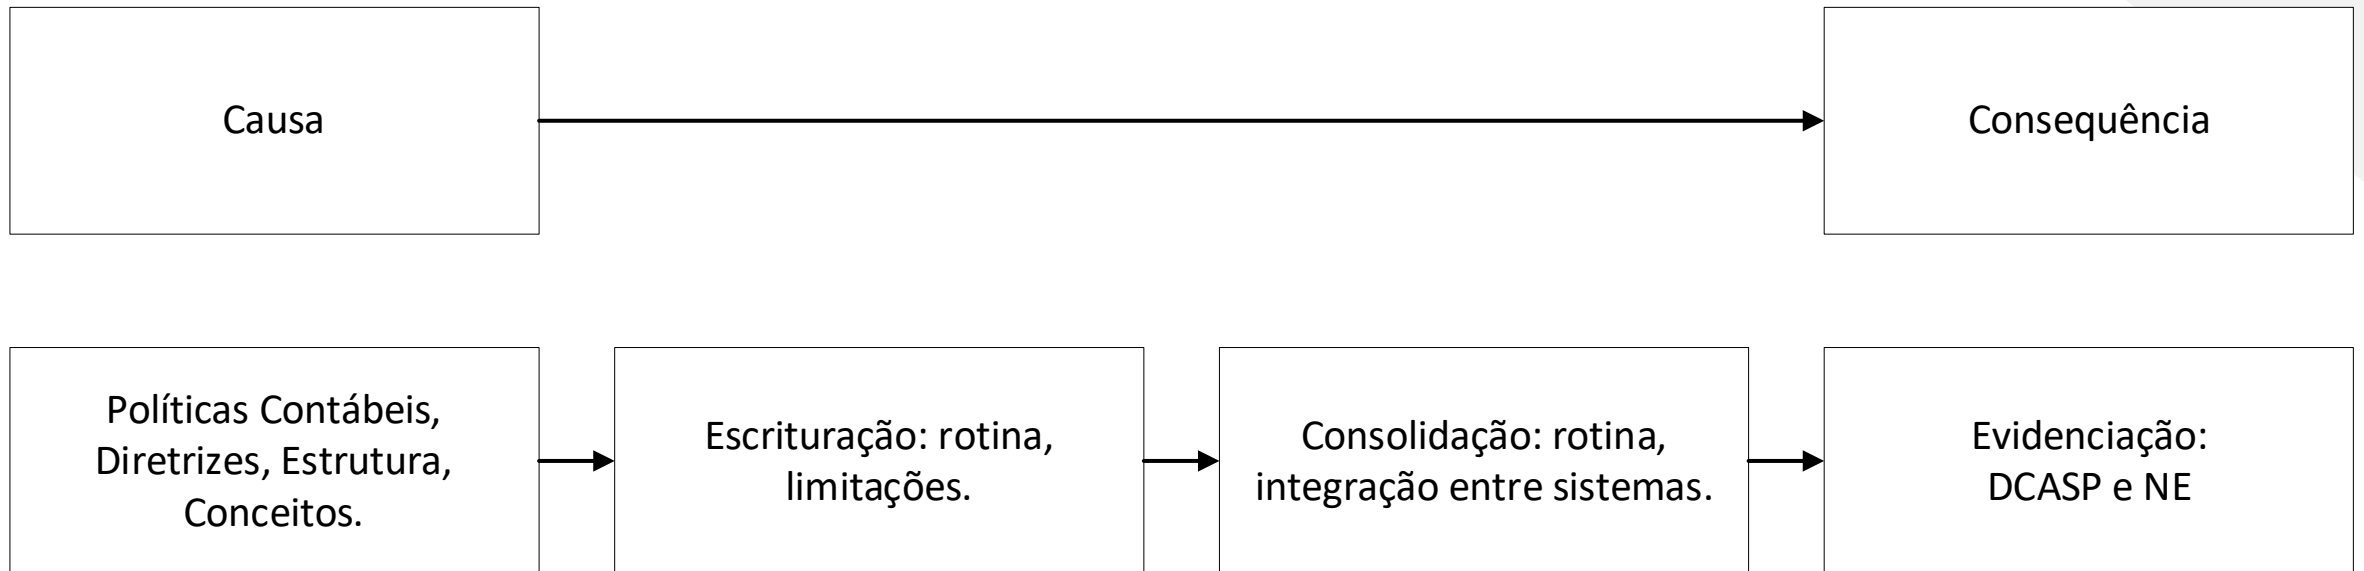 Causa
Consequência
Políticas Contábeis,
Diretrizes, Estrutura,
Conceitos.
Escrituração: rotina,
limitações.
Consolidação: rotina,
integração entre sistemas.
Evidenciação:
DCASP e NE